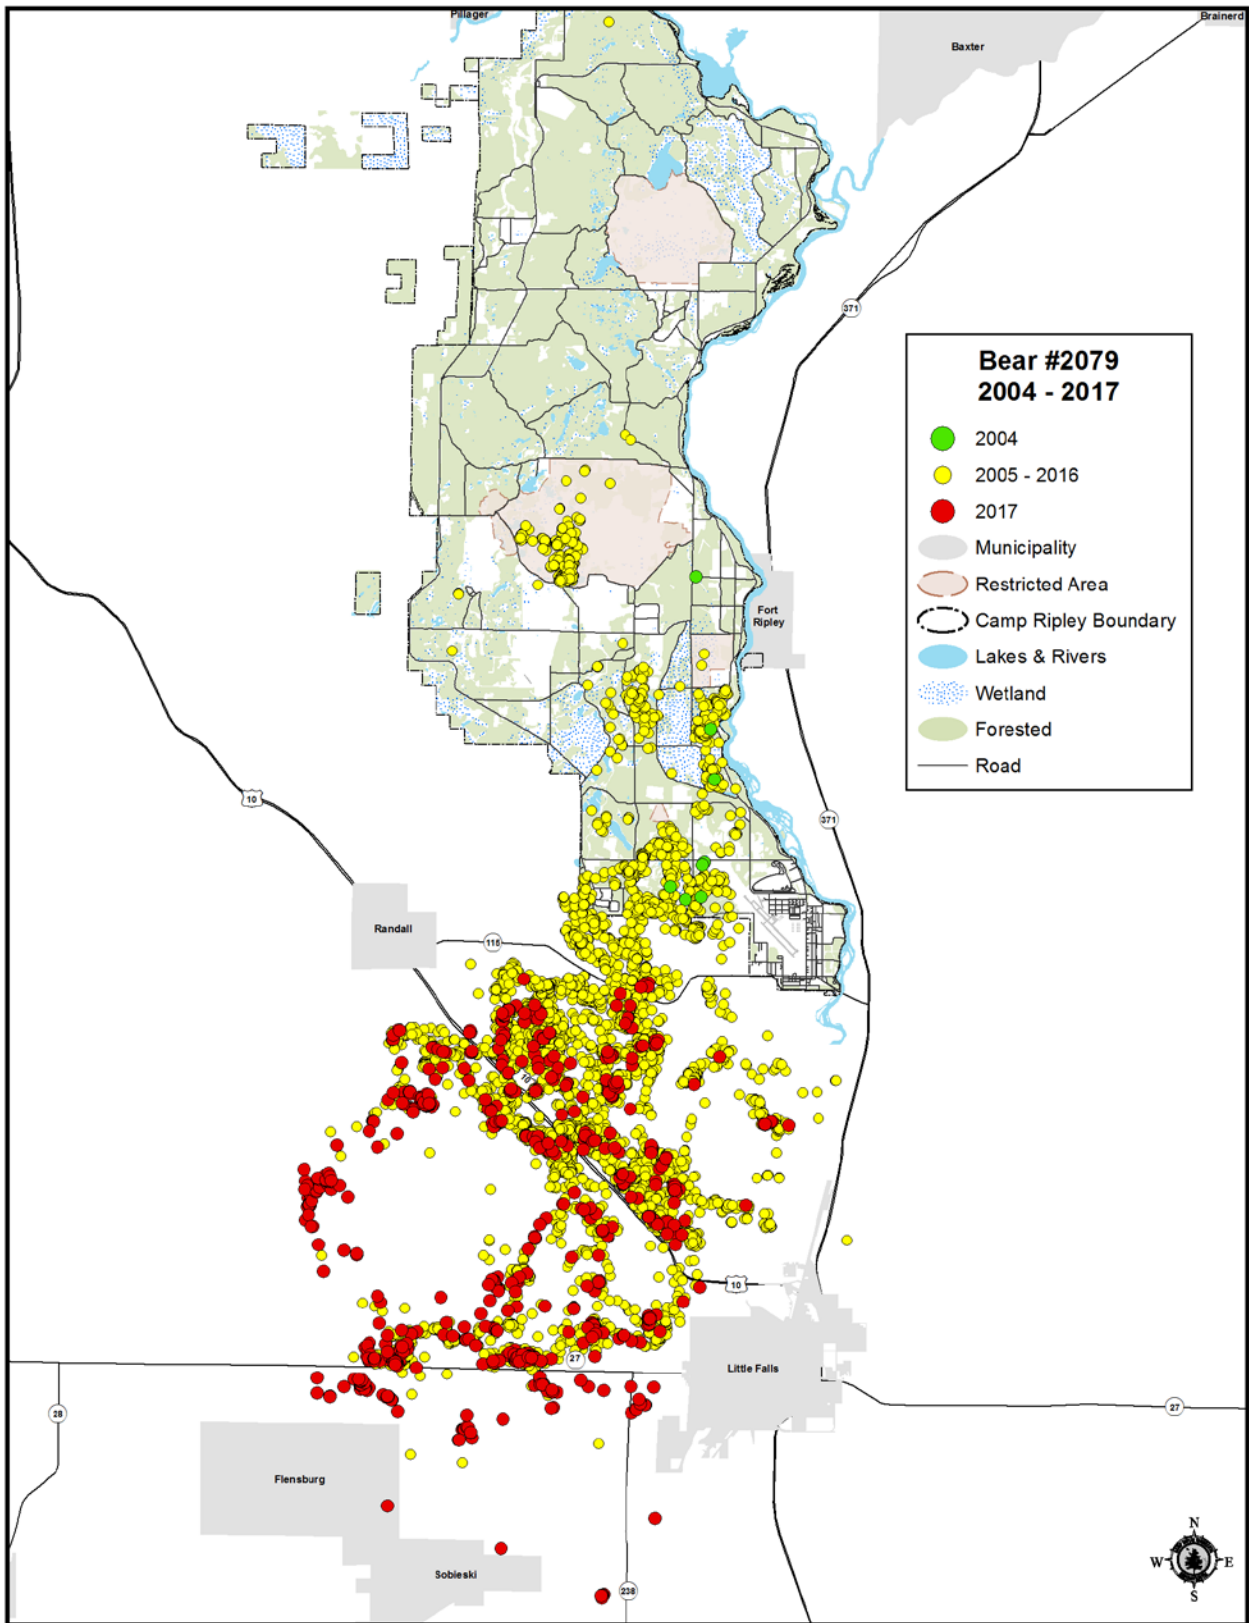 Pillager
Brainerd
Baxter
371
Bear #2079
2004 - 2017
2004
2005 - 2016
2017
Municipality
Restricted Area
Camp Ripley Boundary
Lakes & Rivers
Wetland
Forested
Road
Fort
Ripley
10
371
Randall
115
10
10
27
Little Falls
28
27
Flensburg
Sobieski
238
N
W
E
S